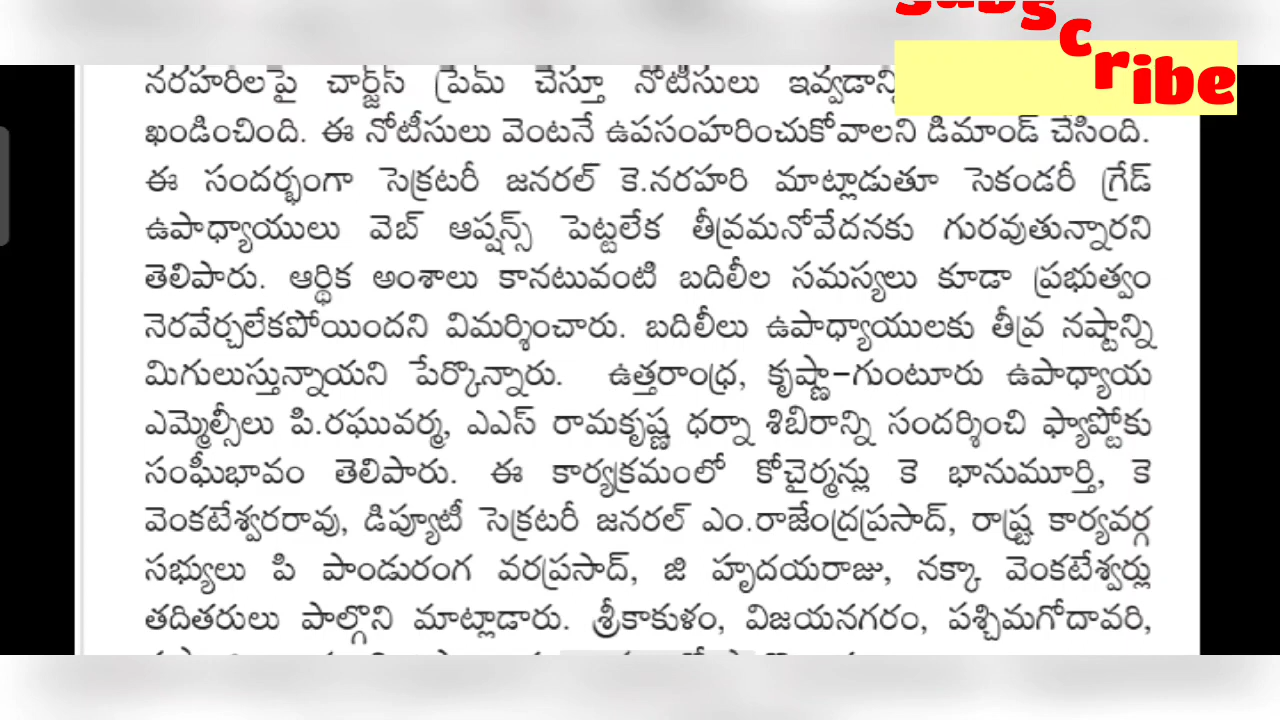 Subscribe
నరహరిలపై చార్జ్‌స్ ప్రేమ్ చేస్తూ నోటీసులు ఇవ్వడాన్ని
ఖండించింది. ఈ నోటీసులు వెంటనే ఉపసంహరించుకోవాలని డిమాండ్ చేసింది.
ఈ సందర్భంగా సెక్రటరీ జనరల్ కె.నరహరి మాట్లాడుతూ సెకండరీ గ్రేడ్
ఉపాధ్యాయులు వెబ్ ఆప్షన్స్ పెట్టలేక తీవ్రమనోవేదనకు గురవుతున్నారని
తెలిపారు. ఆర్థిక అంశాలు కానటువంటి బదిలీల సమస్యలు కూడా ప్రభుత్వం
నెరవేర్చలేకపోయిందని విమర్శించారు. బదిలీలు ఉపాధ్యాయులకు తీవ్ర నష్టాన్ని
మిగులుస్తున్నాయని పేర్కొన్నారు. ఉత్తరాంధ్ర, కృష్ణా-గుంటూరు ఉపాధ్యాయ
ఎమ్మెల్సీలు పి.రఘువర్మ, ఎఎస్ రామకృష్ణ ధర్నా శిబిరాన్ని సందర్శించి ఫ్యాప్టోకు
సంఘీభావం తెలిపారు. ఈ కార్యక్రమంలో కోచైర్మన్లు కె భానుమూర్తి, కె
వెంకటేశ్వరరావు, డిప్యూటీ సెక్రటరీ జనరల్ ఎం.రాజేంద్రప్రసాద్, రాష్ట్ర కార్యవర్గ
సభ్యులు పి పాండురంగ వరప్రసాద్, జి హృదయరాజు, నక్కా వెంకటేశ్వర్లు
తదితరులు పాల్గొని మాట్లాడారు. శ్రీకాకుళం, విజయనగరం, పశ్చిమగోదావరి,